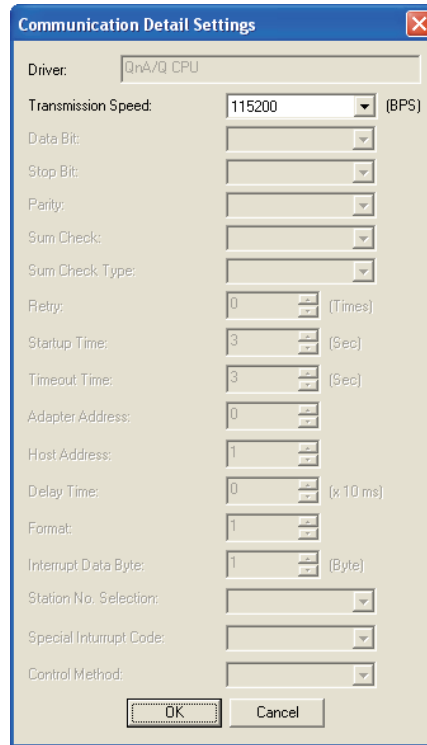 Communication Detail Settings
Driver: QnA/Q CPU
Transmission Speed: 115200 (BPS)
Data Bit:
Stop Bit:
Parity:
Sum Check:
Sum Check Type:
Retry: 0 (Times)
Startup Time: 3 (Sec)
Timeout Time: 3 (Sec)
Adapter Address: 0
Host Address: 1
Delay Time: 0 (x 10 ms)
Format: 1
Interrupt Data Byte: 1 (Byte)
Station No. Selection:
Special Inturrupt Code:
Control Method:
OK Cancel